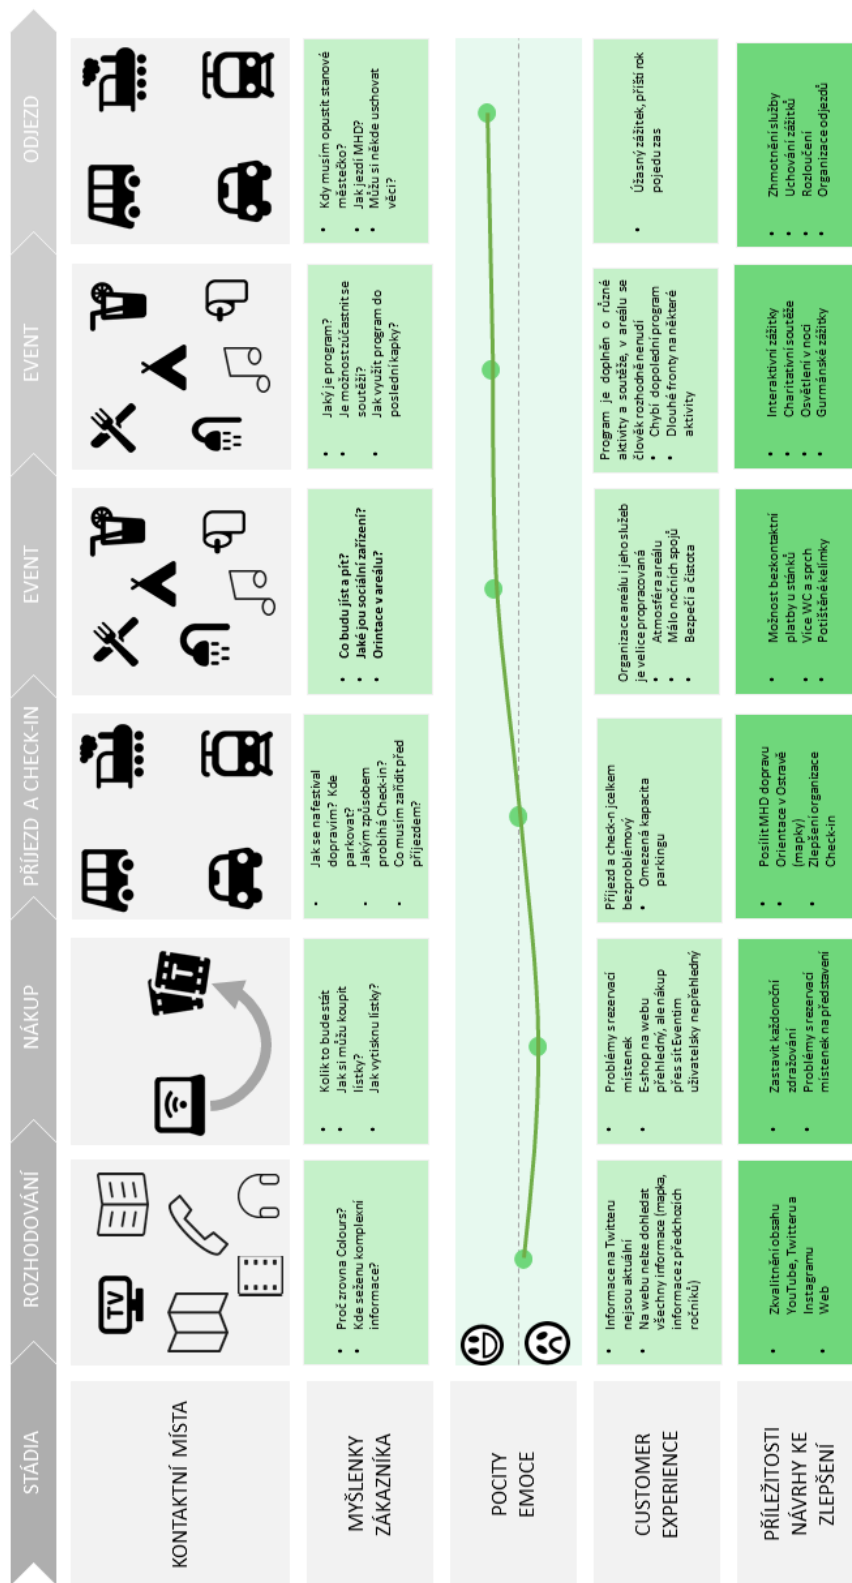 STÁDIA
ROZHODOVÁNÍ
NÁKUP
PŘÍJEZD A CHECK-IN
EVENT
EVENT
ODJEZD
KONTAKTNÍ MÍSTA
TV
MYŠLENKY
ZÁKAZNÍKA
• Proč zrovna Colours?
• Kde seženu komplexní
informace?
• Kolik to bude stát
• Jak si můžu koupit
lístky?
• Jak vytisknu lístky?
• Jak se na festival
dopravím? Kde
parkovat?
• Jakým způsobem
probíhá Check-in?
• Co musím zařídit před
příjezdem?
• Co budu jíst a pít?
• Jaké jou sociální zařízení?
• Orintace v areálu?
• Jaký je program?
• Je možnost zúčastnit se
soutěží?
• Jak využít program do
poslední kapky?
• Kdy musím opustit stanové
městečko?
• Jak jezdí MHD?
• Můžu si někde uschovat
věci?
POCITY
EMOCE
CUSTOMER
EXPERIENCE
• Informace na Twitteru
nejsou aktuální
• Na webu nelze dohledat
všechny informace (mapka,
informace z předchozích
ročníků)
• Problémy s rezervací
místenek
• E-shop na webu
přehledný, ale nákup
přes síť Eventim
uživatelsky nepřehledný
Příjezd a check-n jcelkem
bezproblémový
• Omezená kapacita
parkingu
Organizace areálu i jeho služeb
je velice propracovaná
• Atmosféra areálu
• Málo nočních spojů
• Bezpečí a čistota
Program je doplněn o různé
aktivity a soutěže, v areálu se
člověk rozhodně nenudí
• Chybí dopolední program
• Dlouhé fronty na některé
aktivity
• Úžasný zážitek, příští rok
pojedu zas
PŘÍLEŽITOSTI
NÁVRHY KE
ZLEPŠENÍ
• Zkvalitnění obsahu
YouTube, Twitteru a
Instagramu
• Web
• Zastavit každoroční
zdražování
• Problémy s rezervací
místenek na představení
• Posílit MHD dopravu
• Orientace v Ostravě
(mapky)
• Zlepšení organizace
Check-in
• Možnost bezkontaktní
platby u stánků
• Více WC a sprch
• Potištěné kelímky
• Interaktivní zážitky
• Charitativní soutěže
• Osvětlení v noci
• Gurmánské zážitky
• Zhmotnění služby
• Uchování zážitků
• Rozloučení
• Organizace odjezdů